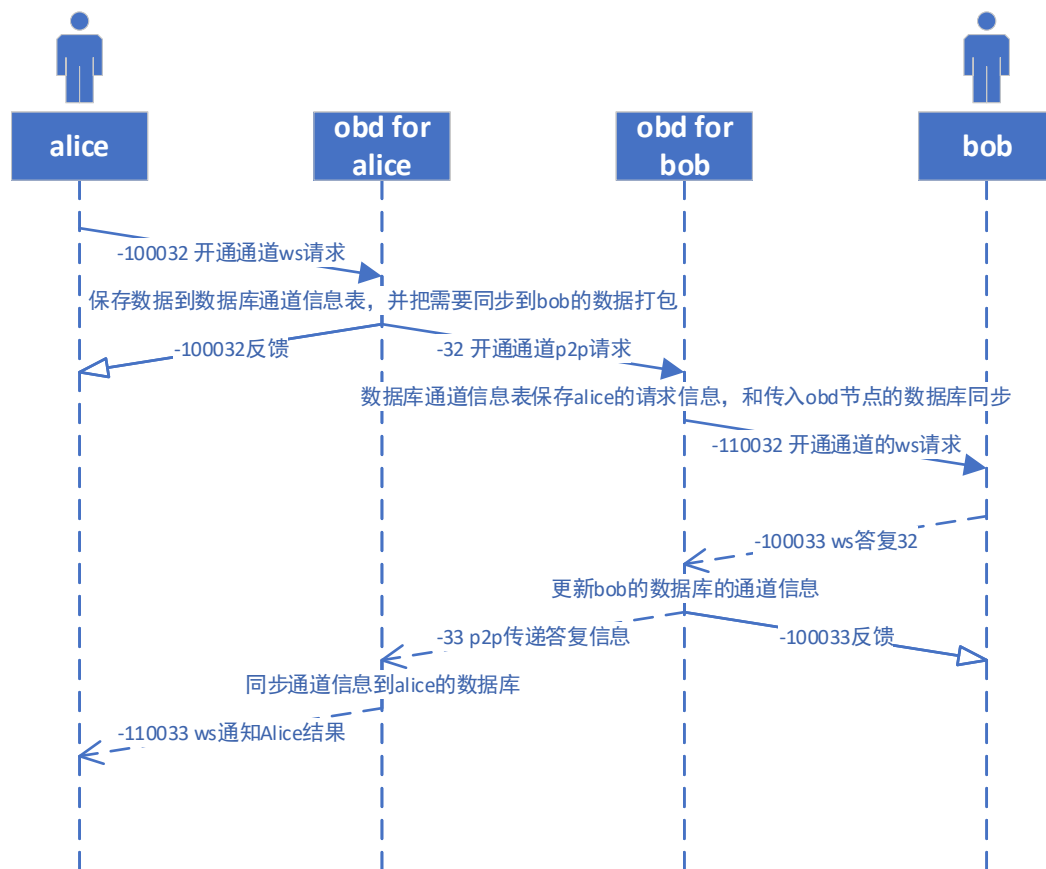 alice
obd for
alice
obd for
bob
bob
-100032 开通通道ws请求
保存数据到数据库通道信息表，并把需要同步到bob的数据打包
-100032反馈
-32 开通通道p2p请求
数据库通道信息表保存alice的请求信息，和传入obd节点的数据库同步
-110032 开通通道的ws请求
-100033 ws答复32
更新bob的数据库的通道信息
-33 p2p传递答复信息
-100033反馈
同步通道信息到alice的数据库
-110033 ws通知Alice结果